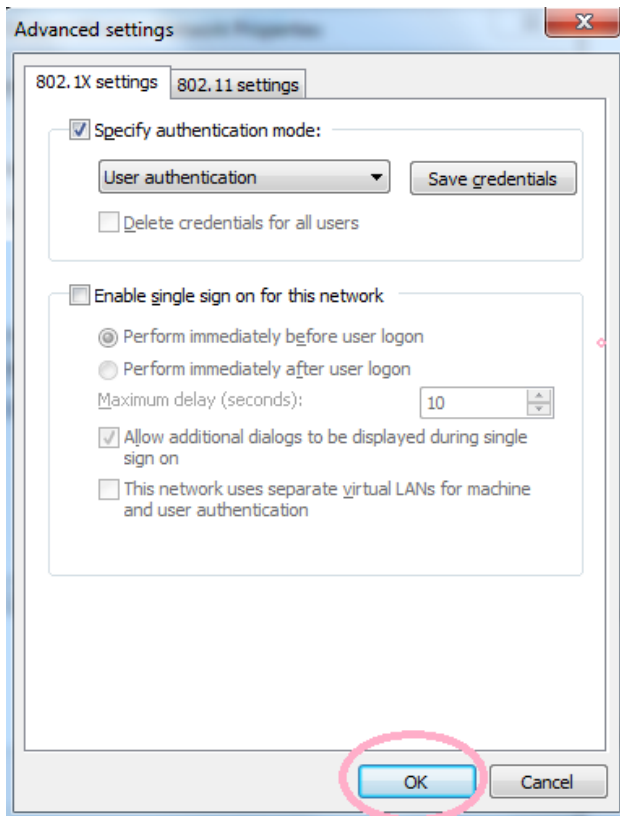 Advanced settings
802.1X settings
802.11 settings
Specify authentication mode:
User authentication
Save credentials
Delete credentials for all users
Enable single sign on for this network
Perform immediately before user logon
Perform immediately after user logon
Maximum delay (seconds):
10
Allow additional dialogs to be displayed during single
sign on
This network uses separate virtual LANs for machine
and user authentication
OK
Cancel